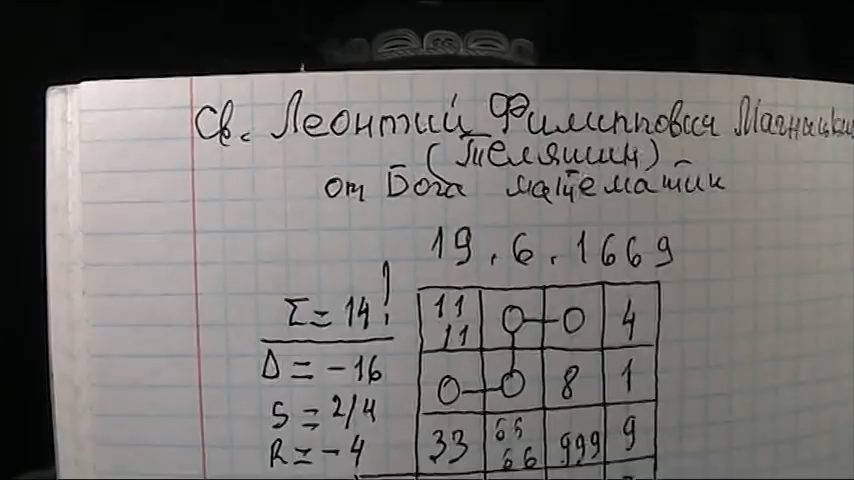 Св. Леонтий Филиппович Магницкий
(Теляшин)
от Бога математик
19.6.1669
Σ = 14!
Δ = -16
S = 2/4
R = -4
11 11 0 0 4
0 0 8 1
33 66 66 999 9